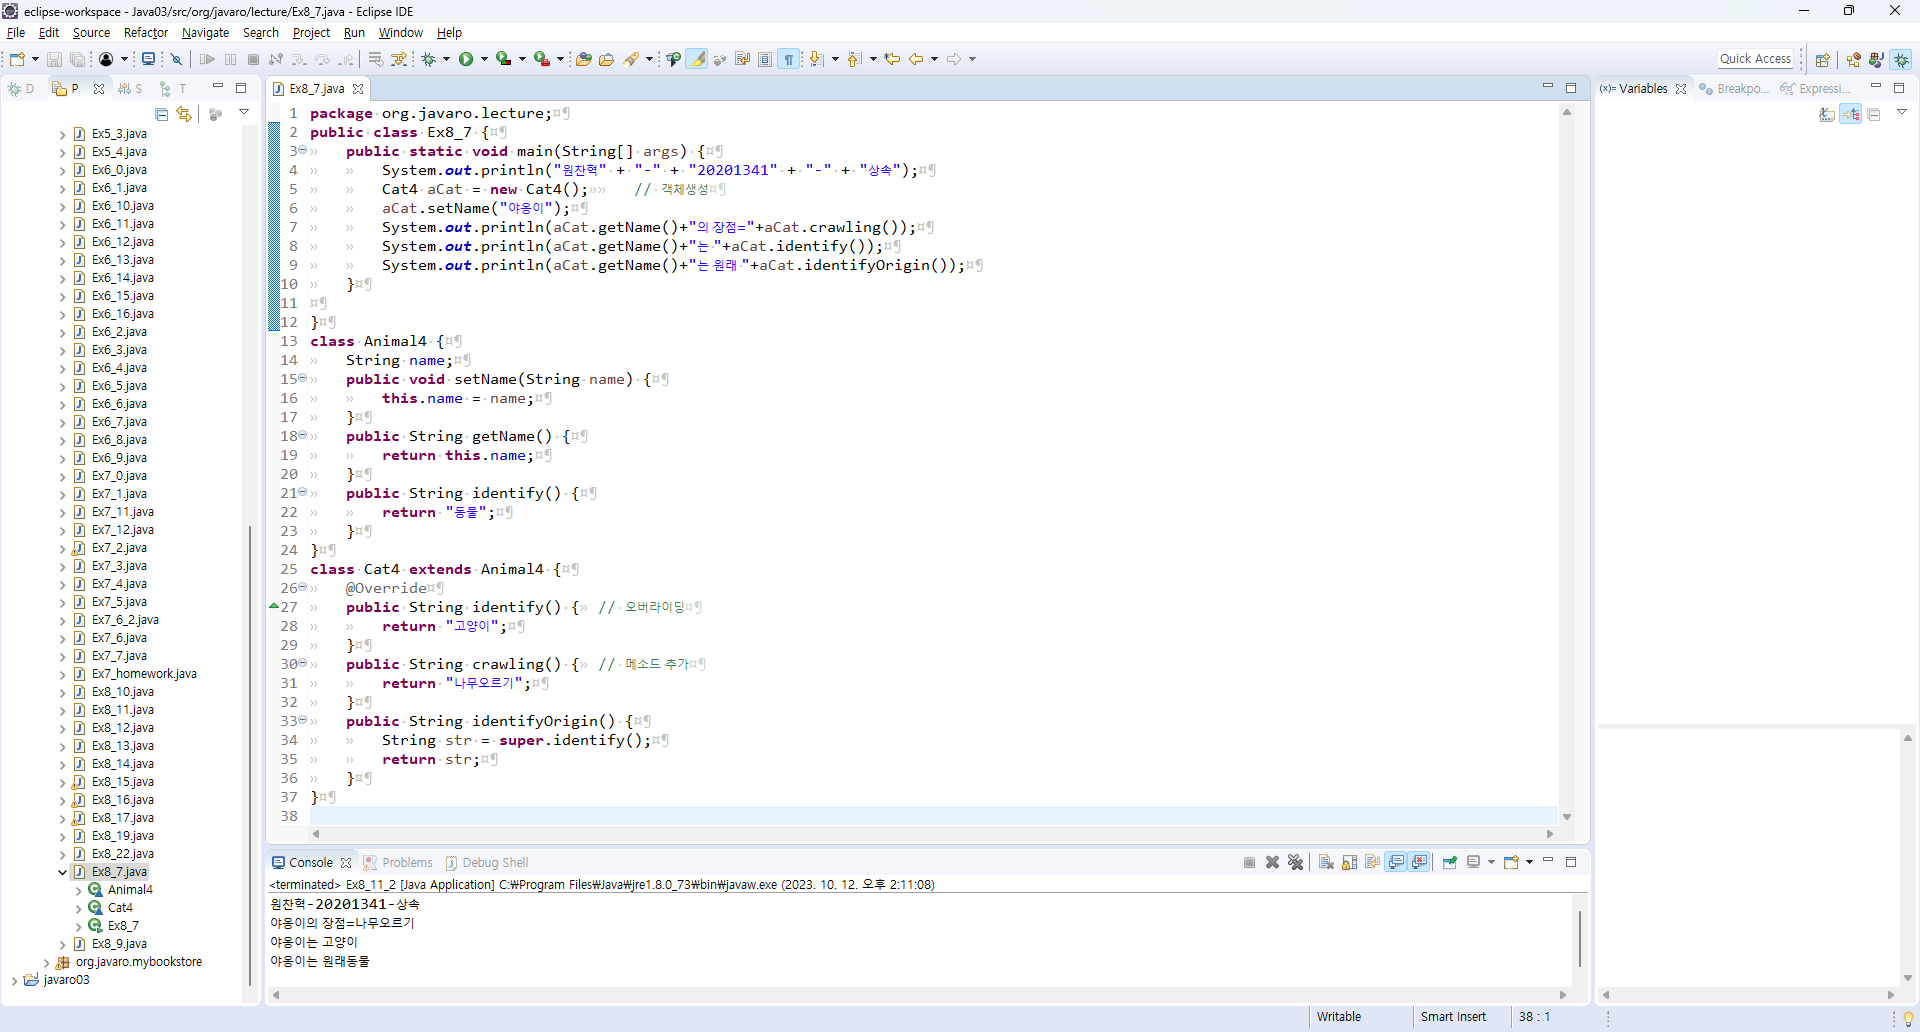 eclipse-workspace - Java03/src/org/javaro/lecture/Ex8_7.java - Eclipse IDE
File Edit Source Refactor Navigate Search Project Run Window Help
Quick Access
D P S T
Ex5_3.java
Ex5_4.java
Ex6_0.java
Ex6_1.java
Ex6_10.java
Ex6_11.java
Ex6_12.java
Ex6_13.java
Ex6_14.java
Ex6_15.java
Ex6_16.java
Ex6_2.java
Ex6_3.java
Ex6_4.java
Ex6_5.java
Ex6_6.java
Ex6_7.java
Ex6_8.java
Ex6_9.java
Ex7_0.java
Ex7_1.java
Ex7_11.java
Ex7_12.java
Ex7_2.java
Ex7_3.java
Ex7_4.java
Ex7_5.java
Ex7_6_2.java
Ex7_6.java
Ex7_7.java
Ex7_homework.java
Ex8_10.java
Ex8_11.java
Ex8_12.java
Ex8_13.java
Ex8_14.java
Ex8_15.java
Ex8_16.java
Ex8_17.java
Ex8_19.java
Ex8_22.java
Ex8_7.java
Animal4
Cat4
Ex8_7
Ex8_9.java
org.javaro.mybookstore
javaro03
Ex8_7.java
1 package org.javaro.lecture;
2 public class Ex8_7 {
3 public static void main(String[] args) {
4 System.out.println("원찬혁" + "-" + "20201341" + "-" + "상속");
5 Cat4 aCat = new Cat4(); // 객체생성
6 aCat.setName("야옹이");
7 System.out.println(aCat.getName()+"의 장점="+aCat.crawling());
8 System.out.println(aCat.getName()+"는 "+aCat.identify());
9 System.out.println(aCat.getName()+"는 원래 "+aCat.identifyOrigin());
10 }
11
12 }
13 class Animal4 {
14 String name;
15 public void setName(String name) {
16 this.name = name;
17 }
18 public String getName() {
19 return this.name;
20 }
21 public String identify() {
22 return "동물";
23 }
24 }
25 class Cat4 extends Animal4 {
26 @Override
27 public String identify() { // 오버라이딩
28 return "고양이";
29 }
30 public String crawling() { // 메소드 추가
31 return "나무오르기";
32 }
33 public String identifyOrigin() {
34 String str = super.identify();
35 return str;
36 }
37 }
38
Console Problems Debug Shell
<terminated> Ex8_11_2 [Java Application] C:₩Program Files₩Java₩jre1.8.0_73₩bin₩javaw.exe (2023. 10. 12. 오후 2:11:08)
원찬혁-20201341-상속
야옹이의 장점=나무오르기
야옹이는 고양이
야옹이는 원래동물
(x)= Variables Breakpo... Expressi...
Writable Smart Insert 38 : 1